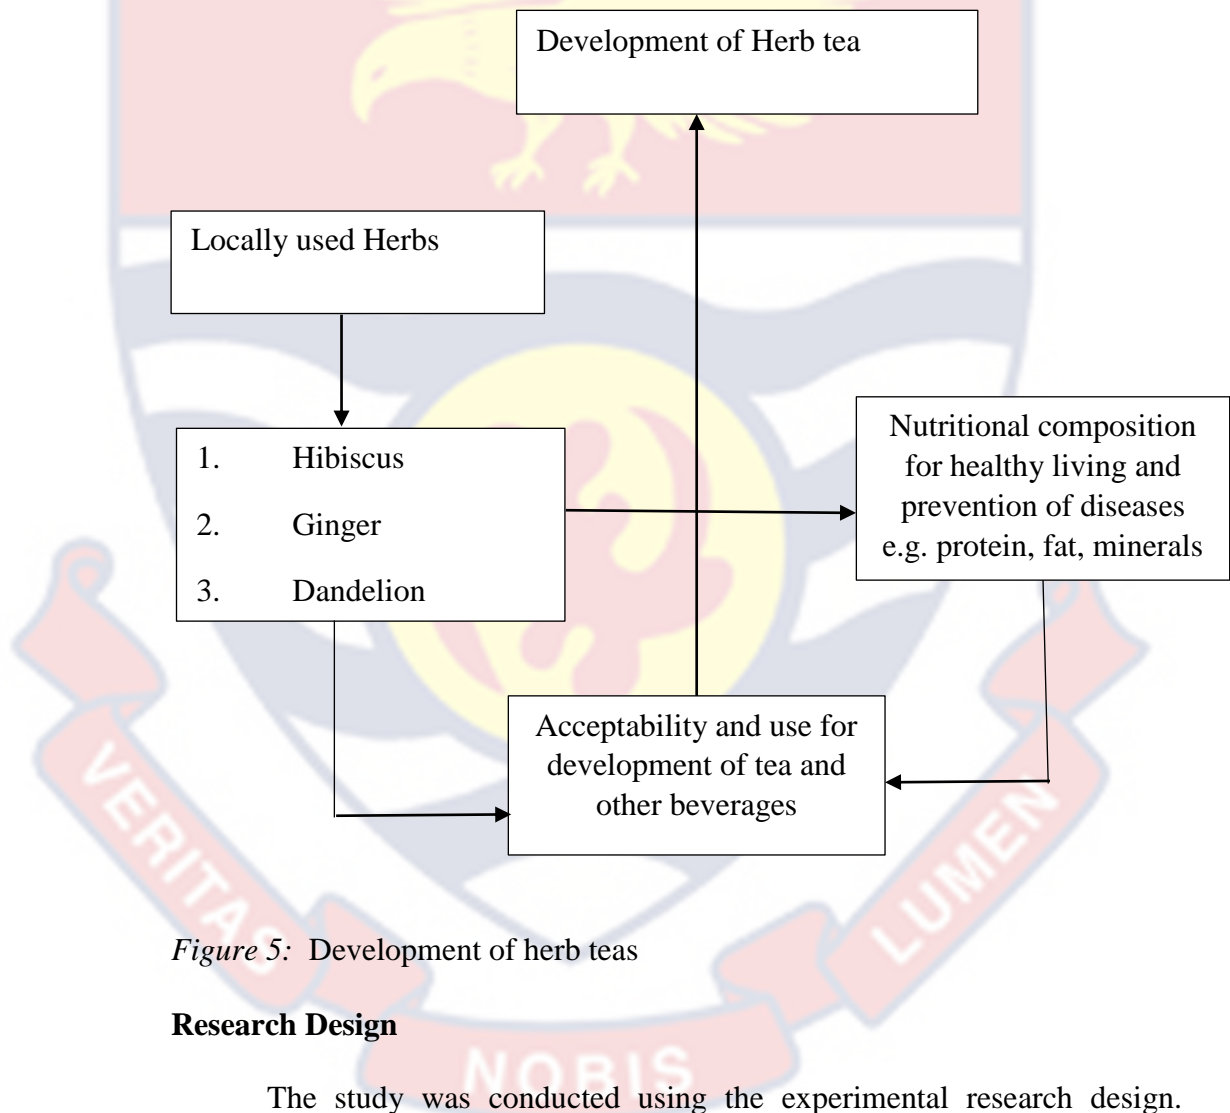 Development of Herb tea
Locally used Herbs
1. Hibiscus
2. Ginger
3. Dandelion
Nutritional composition
for healthy living and
prevention of diseases
e.g. protein, fat, minerals
Acceptability and use for
development of tea and
other beverages
VERITAS
NOBIS
LUMEN
Figure 5: Development of herb teas
Research Design
The study was conducted using the experimental research design.